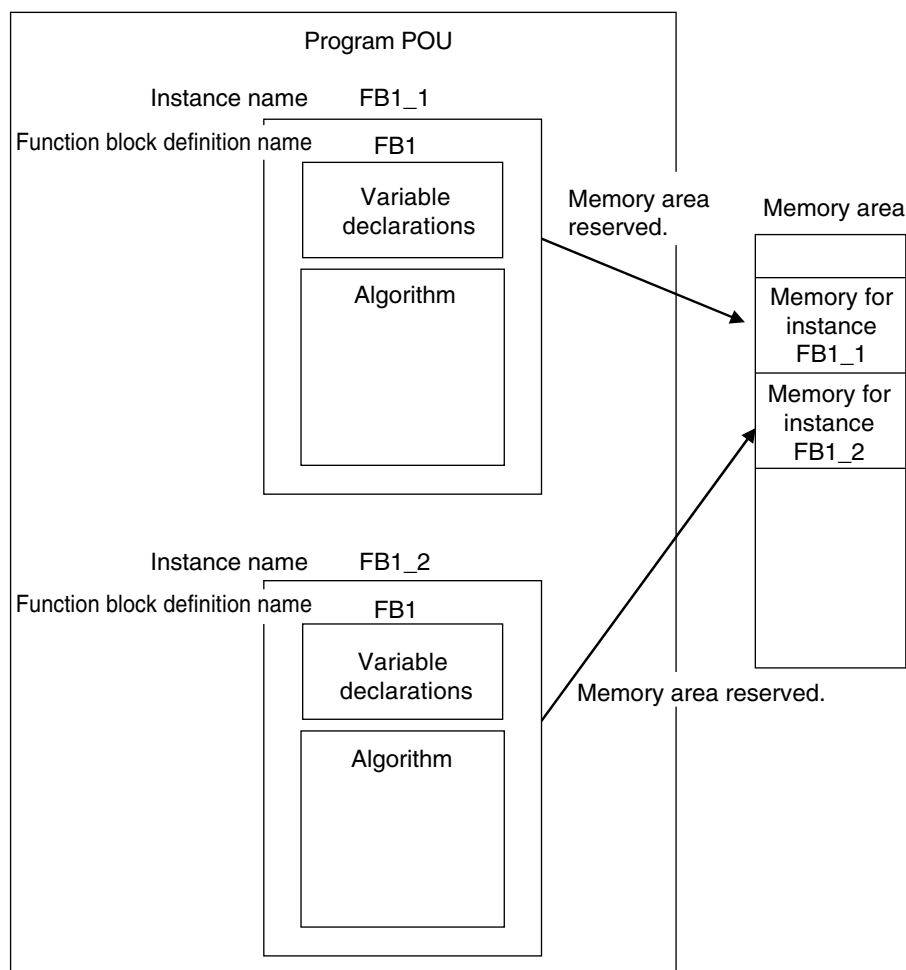 Program POU
Instance name FB1_1
Function block definition name FB1
Variable
declarations
Algorithm
Memory area
reserved.
Memory area
Memory for
instance
FB1_1
Memory for
instance
FB1_2
Instance name FB1_2
Function block definition name FB1
Variable
declarations
Memory area reserved.
Algorithm